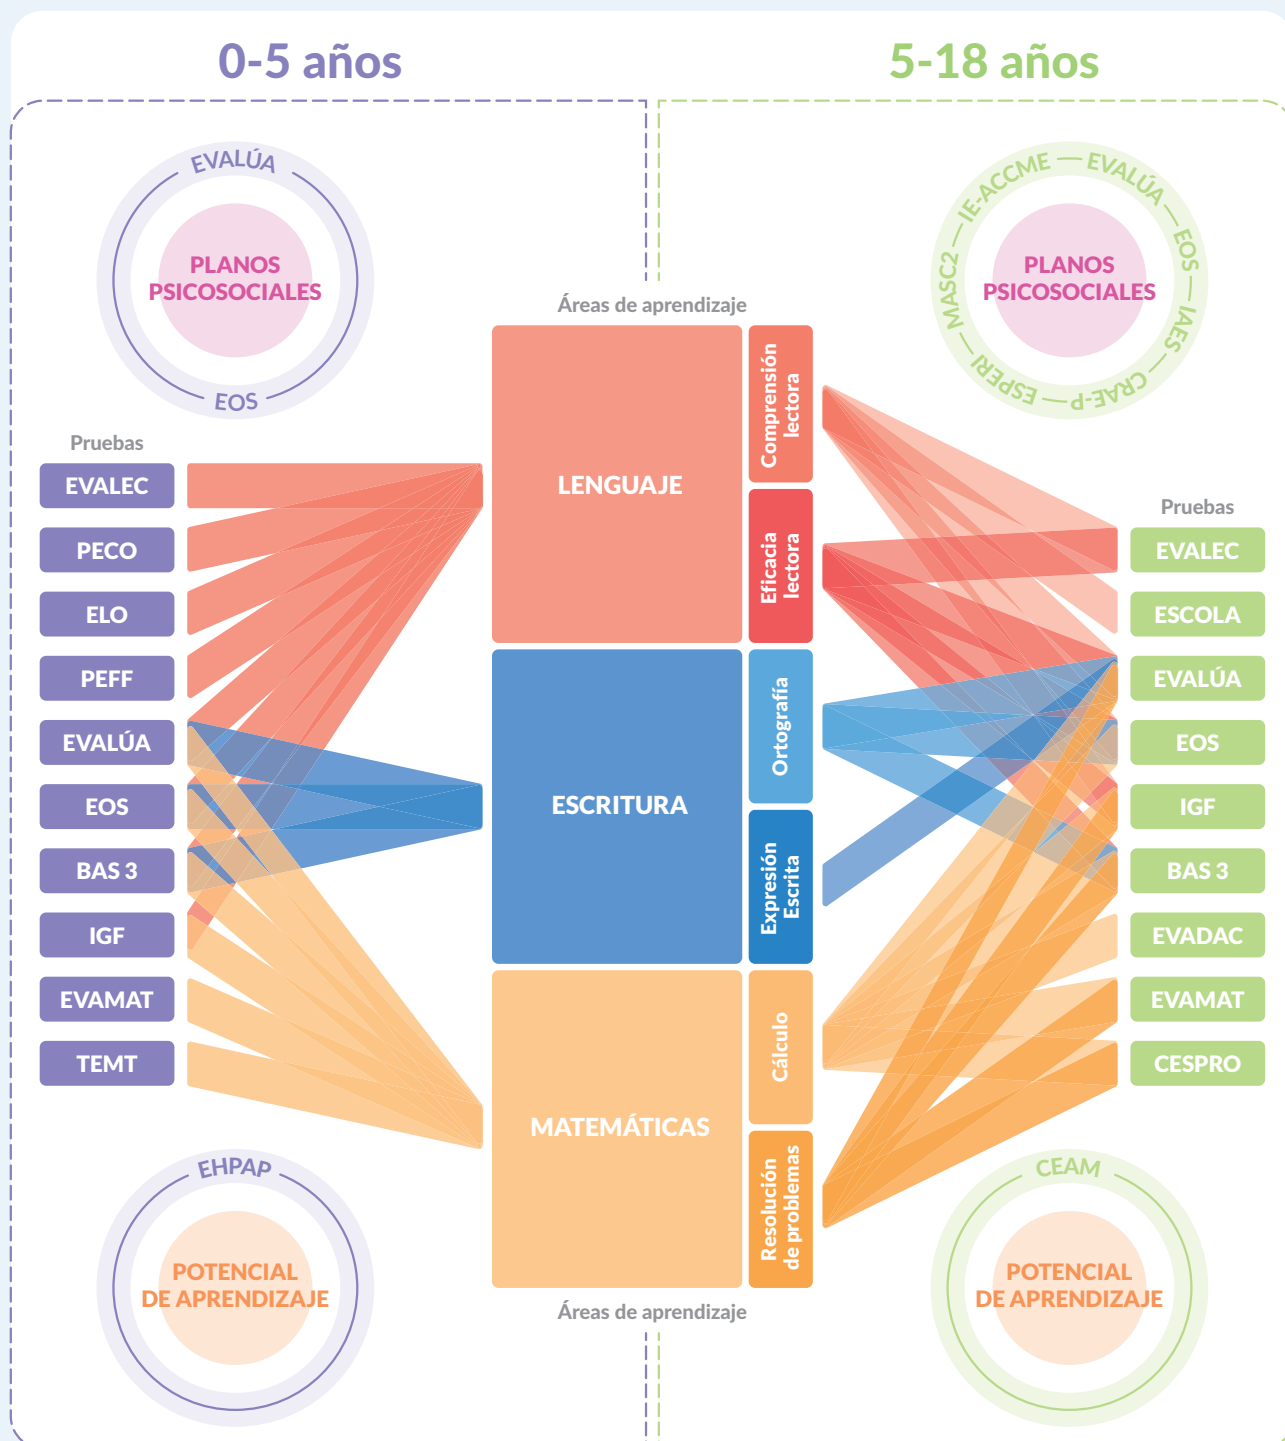 0-5 años
5-18 años
EVALÚA
PLANOS
PSICOSOCIALES
EOS
IE-ACCME
EVALÚA
EOS
IAES
CRAE-P
ESPERI
MASC2
PLANOS
PSICOSOCIALES
Áreas de aprendizaje
Pruebas
EVALEC
PECO
ELO
PEFF
EVALÚA
EOS
BAS 3
IGF
EVAMAT
TEMT
LENGUAJE
Comprensión
lectora
Eficacia
lectora
ESCRITURA
Ortografía
Expresión
Escrita
MATEMÁTICAS
Cálculo
Resolución
de problemas
Pruebas
EVALEC
ESCOLA
EVALÚA
EOS
IGF
BAS 3
EVADAC
EVAMAT
CESPRO
EHPAP
POTENCIAL
DE APRENDIZAJE
Áreas de aprendizaje
CEAM
POTENCIAL
DE APRENDIZAJE